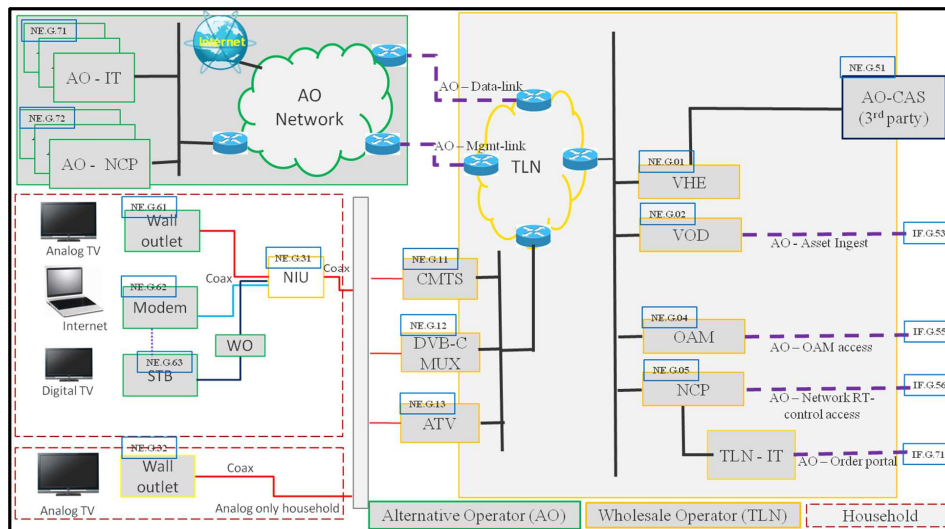 NE.G.71
AO - IT
NE.G.72
AO - NCP
Internet
AO
Network
AO – Data-link
AO – Mgmt-link
TLN
NE.G.51
AO-CAS
(3rd party)
NE.G.01
VHE
NE.G.02
VOD
AO - Asset Ingest
IF.G.53
NE.G.04
OAM
AO – OAM access
IF.G.55
NE.G.05
NCP
AO – Network RT-
control access
IF.G.56
TLN - IT
AO – Order portal
IF.G.71
NE.G.61
Wall
outlet
Analog TV
NE.G.31
NIU
Coax
Coax
NE.G.62
Modem
Internet
WO
NE.G.63
STB
Digital TV
NE.G.11
CMTS
NE.G.12
DVB-C
MUX
NE.G.13
ATV
NE.G.32
Wall
outlet
Coax
Analog TV
Analog only household
Alternative Operator (AO)
Wholesale Operator (TLN)
Household